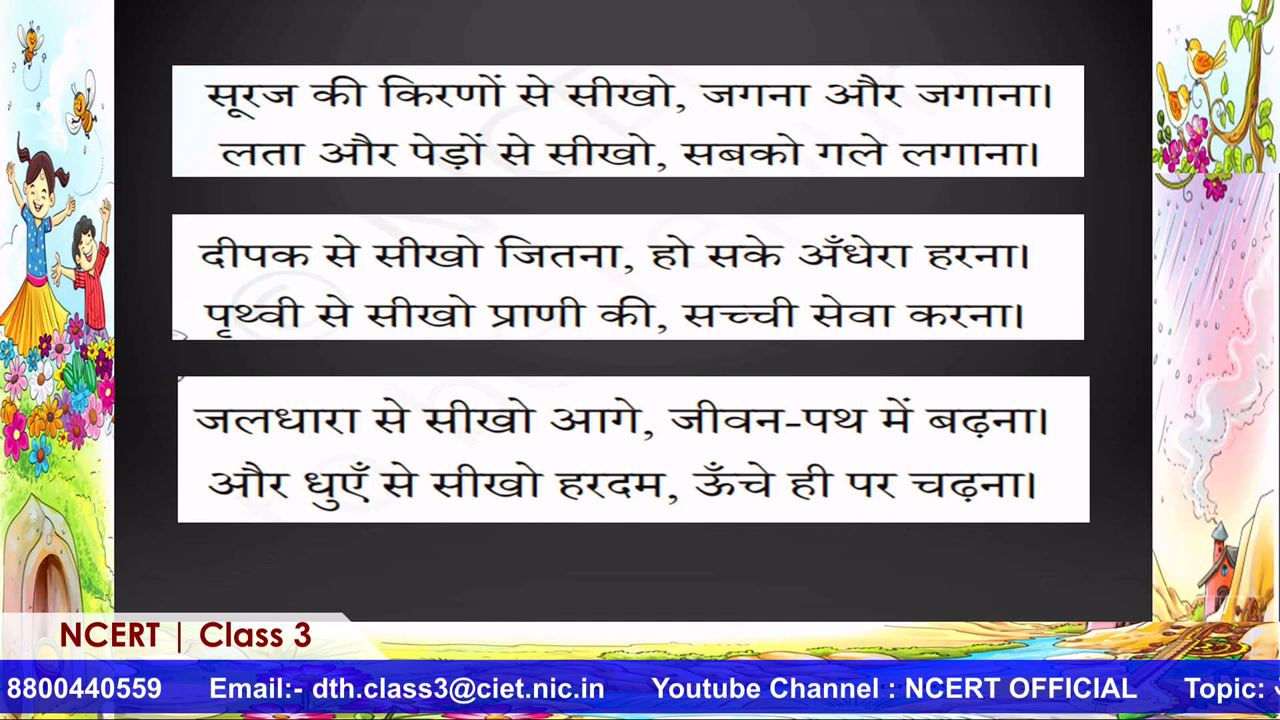 सूरज की किरणों से सीखो, जगना और जगाना।
लता और पेड़ों से सीखो, सबको गले लगाना।
दीपक से सीखो जितना, हो सके अँधेरा हरना।
पृथ्वी से सीखो प्राणी की, सच्ची सेवा करना।
जलधारा से सीखो आगे, जीवन-पथ में बढ़ना।
और धुएँ से सीखो हरदम, ऊँचे ही पर चढ़ना।
NCERT | Class 3
8800440559 Email:- dth.class3@ciet.nic.in Youtube Channel : NCERT OFFICIAL Topic: